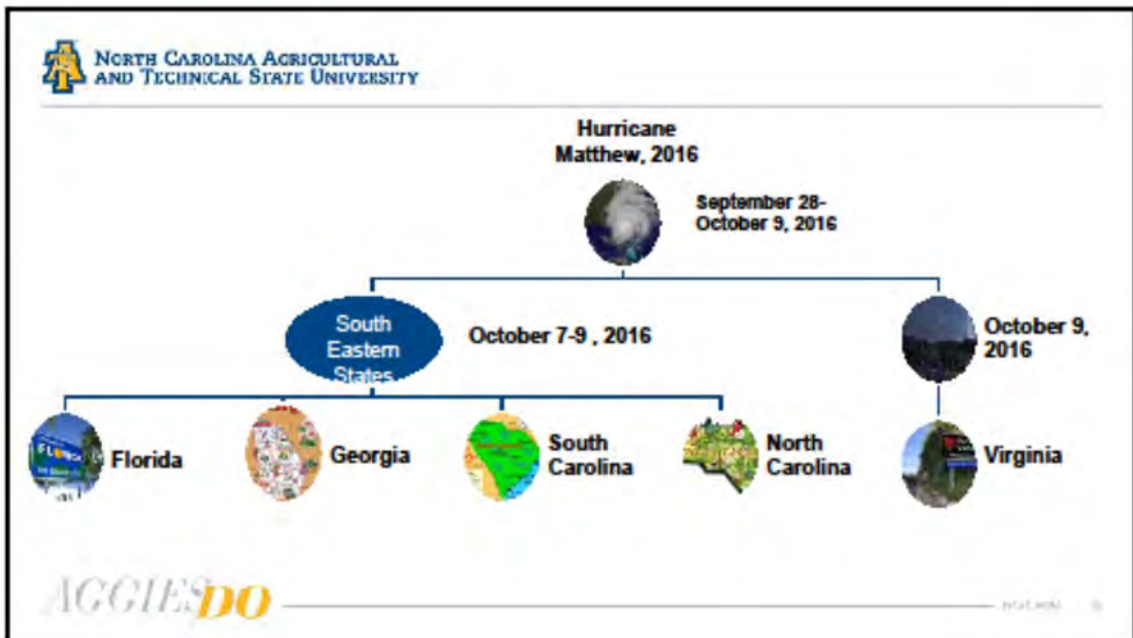 NORTH CAROLINA AGRICULTURAL
AND TECHNICAL STATE UNIVERSITY
Hurricane
Matthew, 2016
September 28-
October 9, 2016
South
Eastern
States
October 7-9 , 2016
October 9,
2016
Florida
Georgia
South
Carolina
North
Carolina
Virginia
AGGIES DO